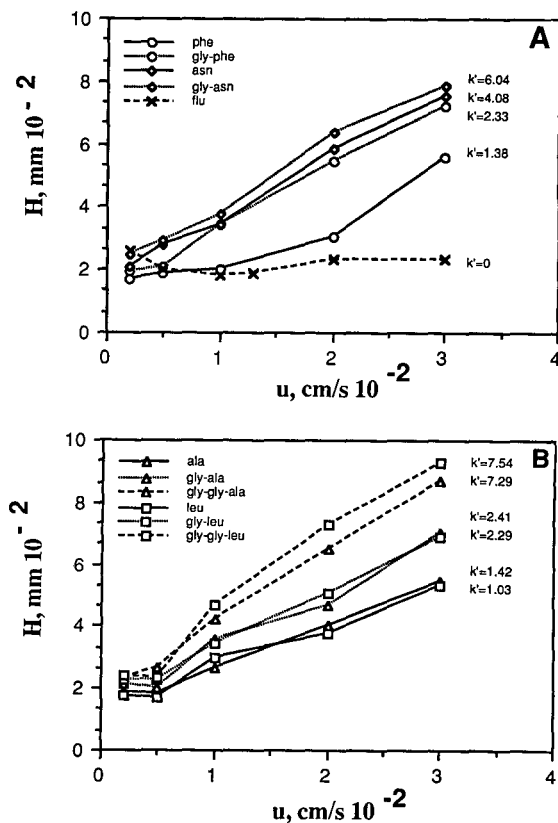 A
10
8
6
4
2
0
H, mm 10 -2
phe
gly-phe
asn
gly-asn
flu
k'=6.04
k'=4.08
k'=2.33
k'=1.38
k'=0
0 1 2 3 4
u, cm/s 10 -2
B
10
8
6
4
2
0
H, mm 10 -2
ala
gly-ala
gly-gly-ala
leu
gly-leu
gly-gly-leu
k'=7.54
k'=7.29
k'=2.41
k'=2.29
k'=1.42
k'=1.03
0 1 2 3 4
u, cm/s 10 -2